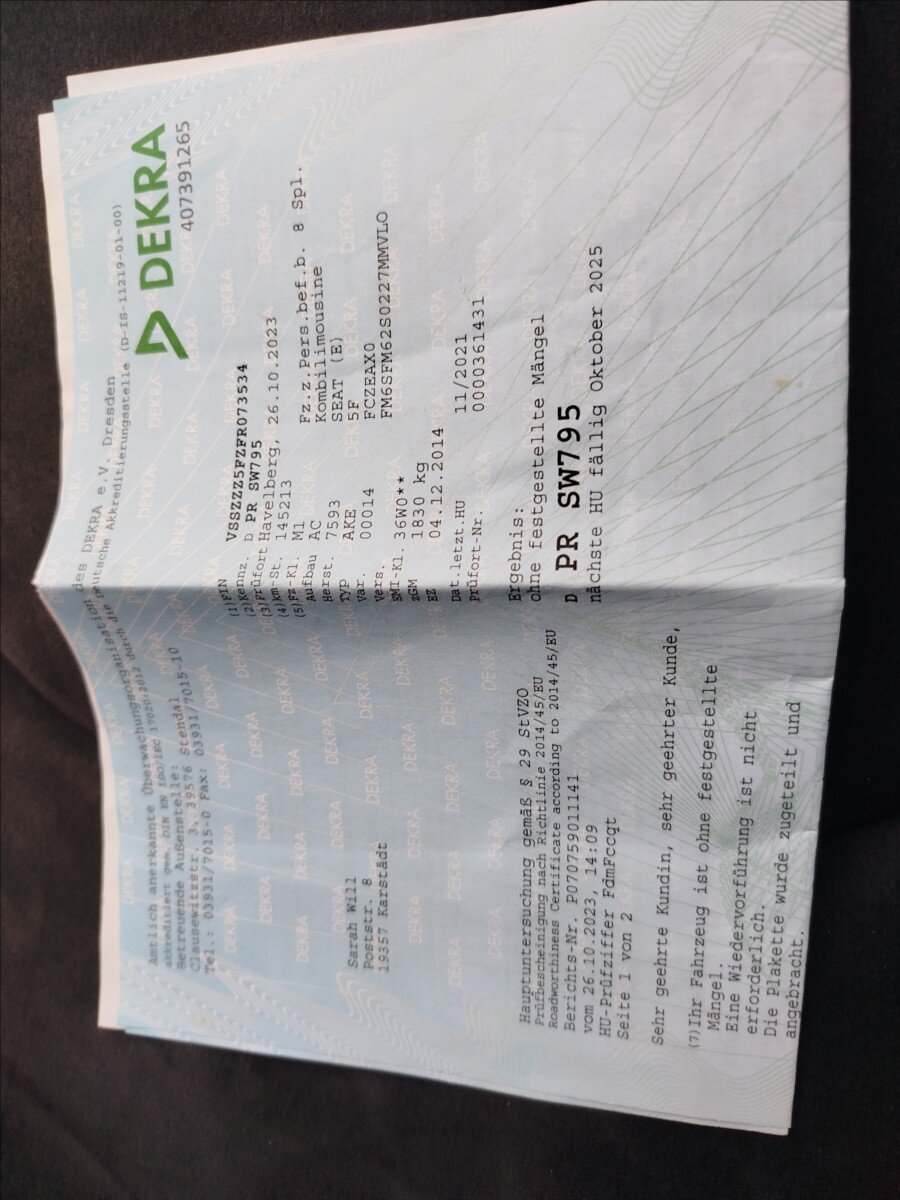 Amtlich anerkannte Überwachungsorganisation des DEKRA e.V. Dresden
akkreditiert gem. DIN EN ISO/IEC 17020:2012 durch die Deutsche Akkreditierungsstelle (D-IS-11219-01-00)
Betreuende Außenstelle:
Clausewitzstr. 3, 39576 Stendal
Tel.: 03931/7015-0 Fax: 03931/7015-10
DEKRA
407391265
Sarah Will
Poststr. 8
19357 Karstädt
(1)FIN VSSZZZ5FZFR073534
(2)Kennz. D PR SW795
(3)Prüfort Havelberg, 26.10.2023
(4)km-St. 145213
(5)Fz-Kl. M1 Fz.z.Pers.bef.b. 8 Spl.
Aufbau AC Kombilimousine
Herst. 7593 SEAT (E)
Typ AKE 5F
Var. 00014 FCZEAX0
Vers. FM6SFM62S0227MMVLO
EMI-Kl. 36W0**
zGM 1830 kg
EZ 04.12.2014
Dat.letzt.HU 11/2021
Prüfort-Nr. 0000361431
Hauptuntersuchung gemäß § 29 StVZO
Prüfbescheinigung nach Richtlinie 2014/45/EU
Roadworthiness Certificate according to 2014/45/EU
Berichts-Nr. P070759011141
vom 26.10.2023, 14:09
HU-Prüfziffer FdmFccqt
Seite 1 von 2
Ergebnis:
ohne festgestellte Mängel
D PR SW795
nächste HU fällig Oktober 2025
Sehr geehrte Kundin, sehr geehrter Kunde,
(7)Ihr Fahrzeug ist ohne festgestellte
Mängel.
Eine Wiedervorführung ist nicht
erforderlich.
Die Plakette wurde zugeteilt und
angebracht.